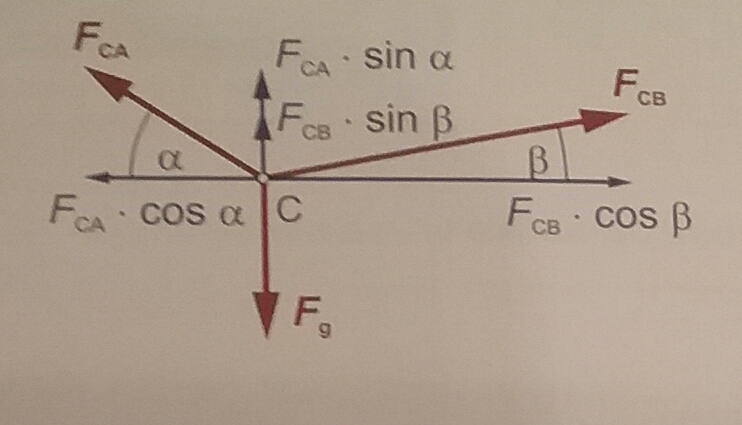 F_CA
F_CA · sin α
F_CB
F_CB · sin β
α
β
F_CA · cos α
C
F_CB · cos β
F_g